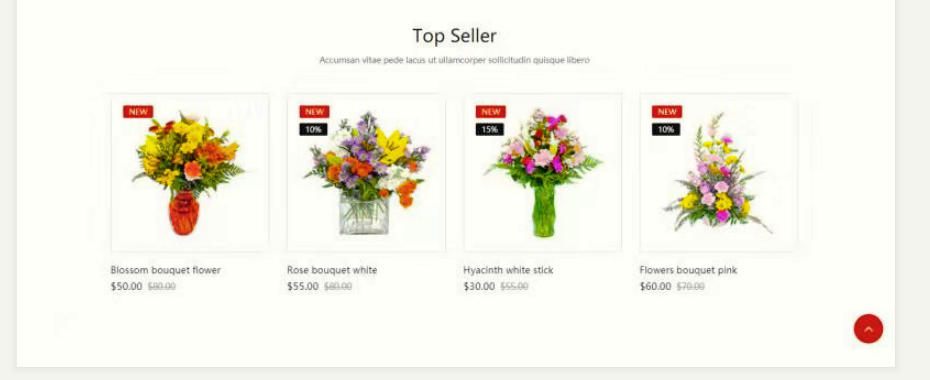 Top Seller
Accumsan vitae pede lacus ut ullamcorper sollicitudin quisque libero
NEW
NEW
10%
NEW
15%
NEW
10%
Blossom bouquet flower
$50.00 $80.00
Rose bouquet white
$55.00 $80.00
Hyacinth white stick
$30.00 $55.00
Flowers bouquet pink
$60.00 $70.00